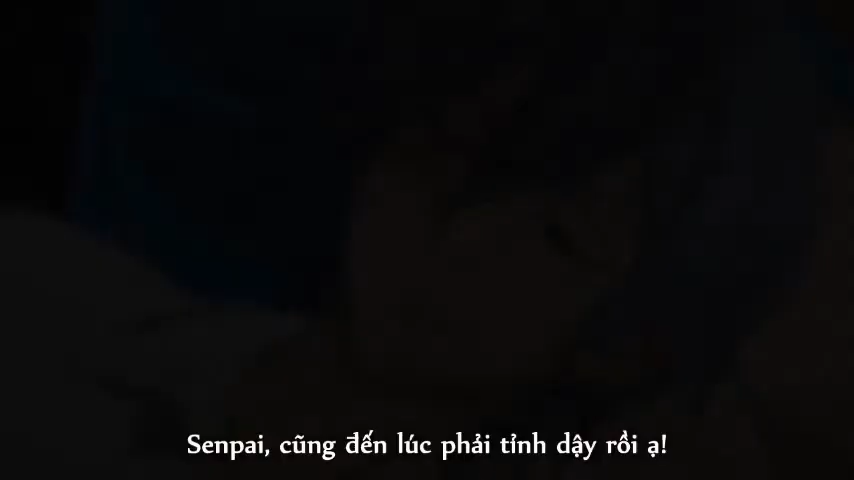 Senpai, cũng đến lúc phải tỉnh dậy rồi ạ!